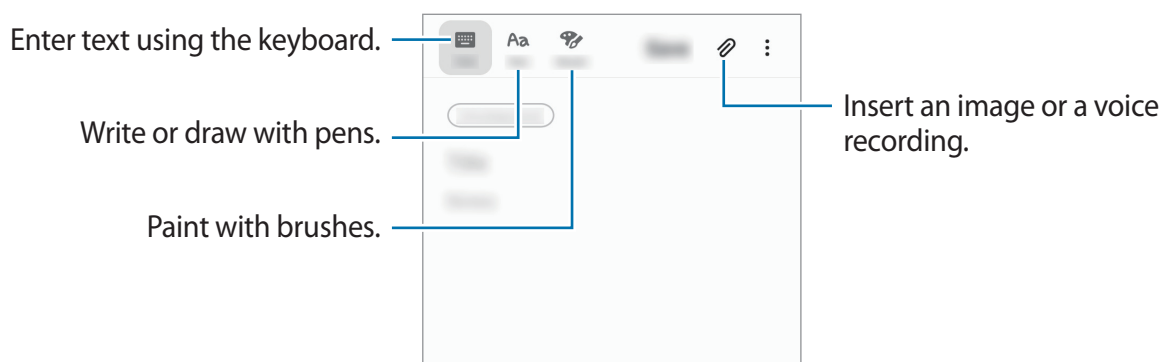 Enter text using the keyboard.
Aa
Write or draw with pens.
Insert an image or a voice
recording.
Paint with brushes.